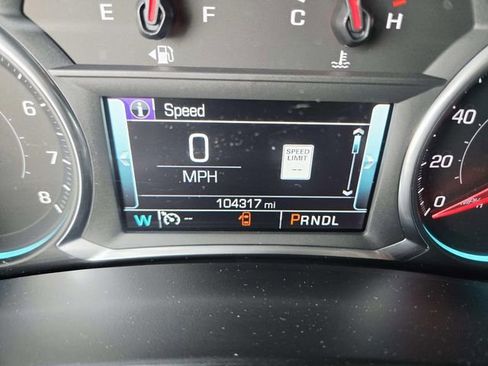 E F C H
Speed
0
MPH
SPEED
LIMIT
--
104317 mi
W -- PRNDL
6
7
8
40
20
0